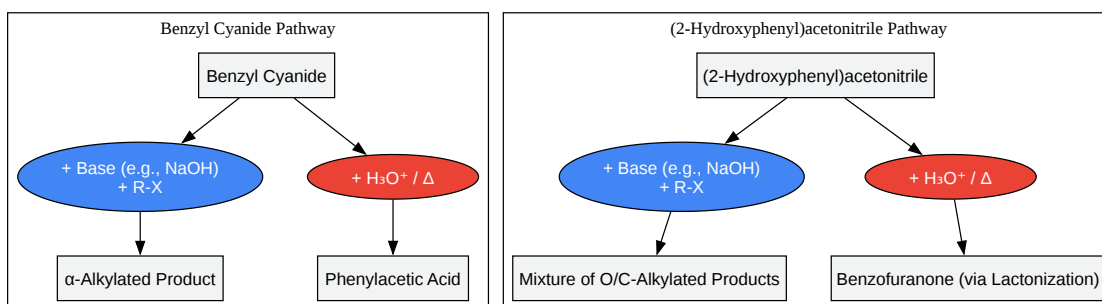 Benzyl Cyanide Pathway
Benzyl Cyanide
+ Base (e.g., NaOH)
+ R-X
+ H₃O⁺ / Δ
α-Alkylated Product
Phenylacetic Acid
(2-Hydroxyphenyl)acetonitrile Pathway
(2-Hydroxyphenyl)acetonitrile
+ Base (e.g., NaOH)
+ R-X
+ H₃O⁺ / Δ
Mixture of O/C-Alkylated Products
Benzofuranone (via Lactonization)